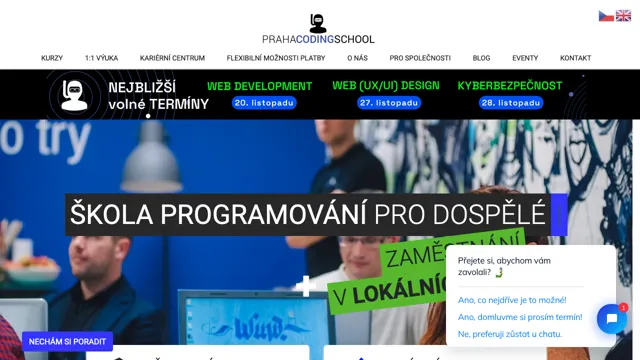 PRAHACODINGSCHOOL
KURZY 1:1 VÝUKA KARIÉRNÍ CENTRUM FLEXIBILNÍ MOŽNOSTI PLATBY O NÁS PRO SPOLEČNOSTI BLOG EVENTY KONTAKT
NEJBLIŽŠÍ
volné TERMÍNY
WEB DEVELOPMENT
20. listopadu
WEB (UX/UI) DESIGN
27. listopadu
KYBERBEZPEČNOST
28. listopadu
o try
ŠKOLA PROGRAMOVÁNÍ PRO DOSPĚLÉ
ZAMĚSTNÁNÍ
V LOKÁLNÍC
Přejete si, abychom vám
zavolali?
Ano, co nejdříve je to možné!
Ano, domluvme si prosím termín!
Ne, preferuji zůstat u chatu.
1
NECHÁM SI PORADIT